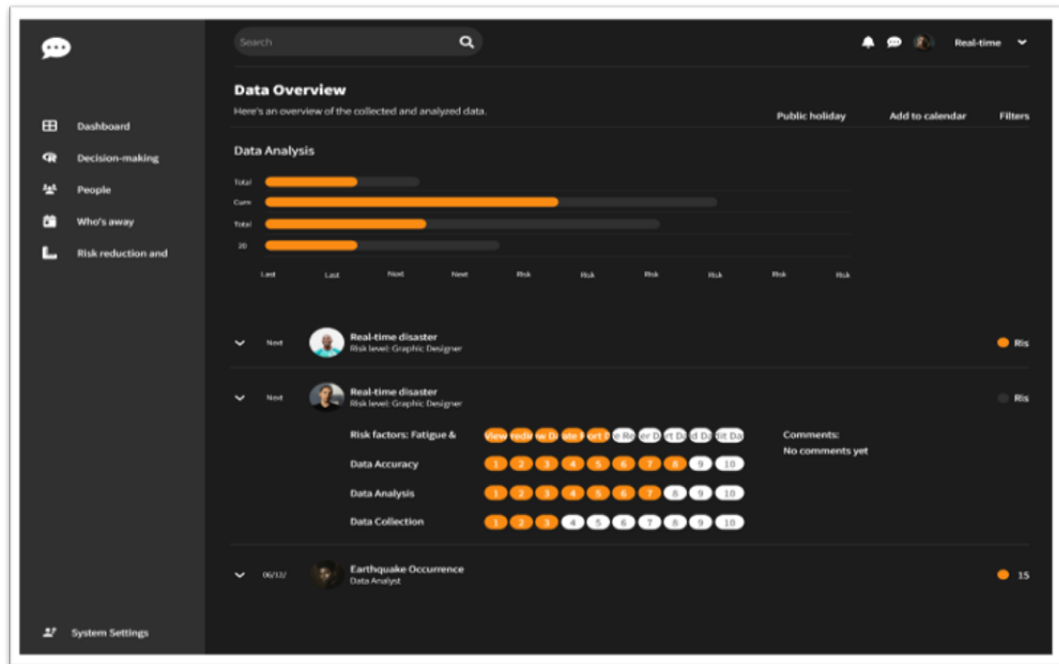 Search
Real-time
Data Overview
Here's an overview of the collected and analyzed data.
Public holiday
Add to calendar
Filters
Dashboard
Decision-making
People
Who's away
Risk reduction and
System Settings
Data Analysis
Total
Cum
Total
20
Last Last Next Next Risk Risk Risk Risk Risk Risk
Next
Real-time disaster
Risk level: Graphic Designer
Ris
Next
Real-time disaster
Risk level: Graphic Designer
Ris
Risk factors: Fatigue &
View
Data Accuracy
1 2 3 4 5 6 7 8 9 10
Data Analysis
1 2 3 4 5 6 7 8 9 10
Data Collection
1 2 3 4 5 6 7 8 9 10
Comments:
No comments yet
06/12/
Earthquake Occurrence
Data Analyst
15